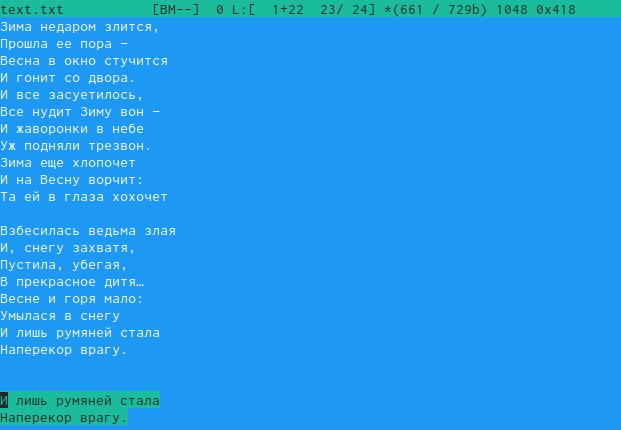 text.txt [BM--] 0 L:[ 1+22 23/ 24] *(661 / 729b) 1048 0x418
Зима недаром злится,
Прошла ее пора –
Весна в окно стучится
И гонит со двора.
И все засуетилось,
Все нудит Зиму вон –
И жаворонки в небе
Уж подняли трезвон.
Зима еще хлопочет
И на Весну ворчит:
Та ей в глаза хохочет
Взбесилась ведьма злая
И, снегу захватя,
Пустила, убегая,
В прекрасное дитя…
Весне и горя мало:
Умылася в снегу
И лишь румяней стала
Наперекор врагу.
И лишь румяней стала
Наперекор врагу.